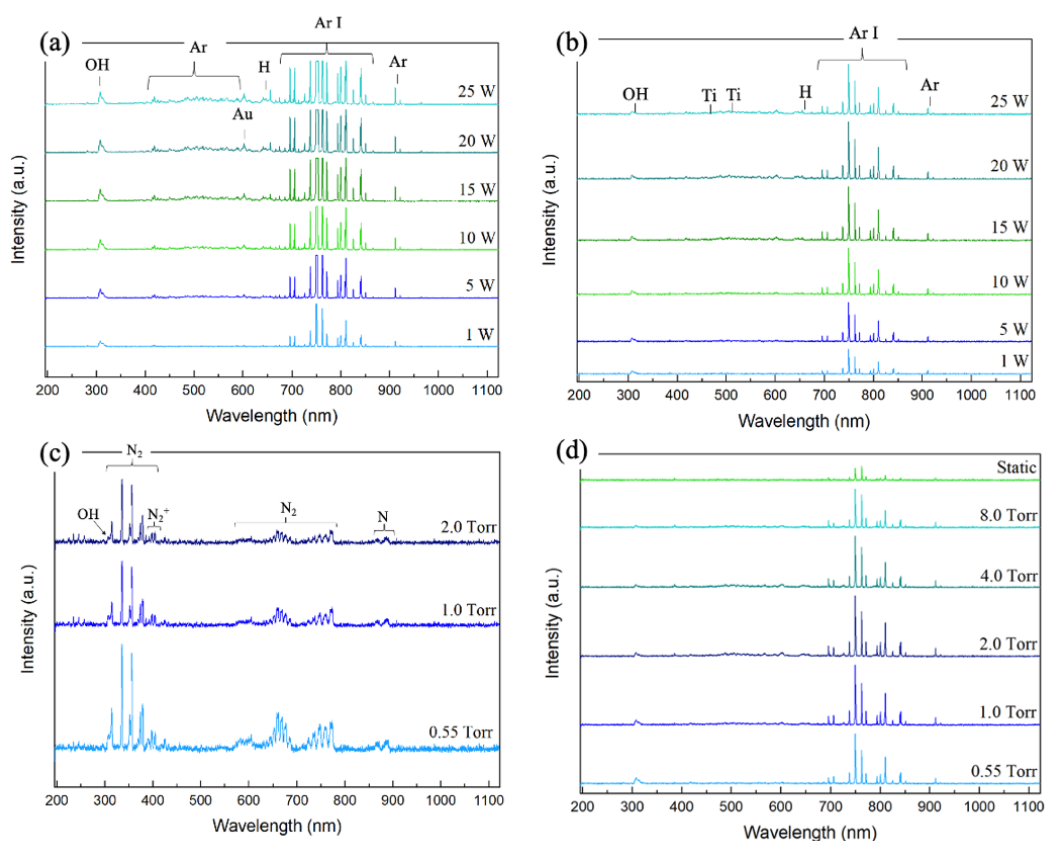 (a)
Ar I
Ar
OH
H
Ar
25 W
Au
20 W
15 W
10 W
5 W
1 W
Intensity (a.u.)
200 300 400 500 600 700 800 900 1000 1100
Wavelength (nm)
(b)
Ar I
OH
Ti
Ti
H
Ar
25 W
20 W
15 W
10 W
5 W
1 W
Intensity (a.u.)
200 300 400 500 600 700 800 900 1000 1100
Wavelength (nm)
(c)
N₂
OH
N₂⁺
N₂
N
2.0 Torr
1.0 Torr
0.55 Torr
Intensity (a.u.)
200 300 400 500 600 700 800 900 1000 1100
Wavelength (nm)
(d)
Static
8.0 Torr
4.0 Torr
2.0 Torr
1.0 Torr
0.55 Torr
Intensity (a.u.)
200 300 400 500 600 700 800 900 1000 1100
Wavelength (nm)